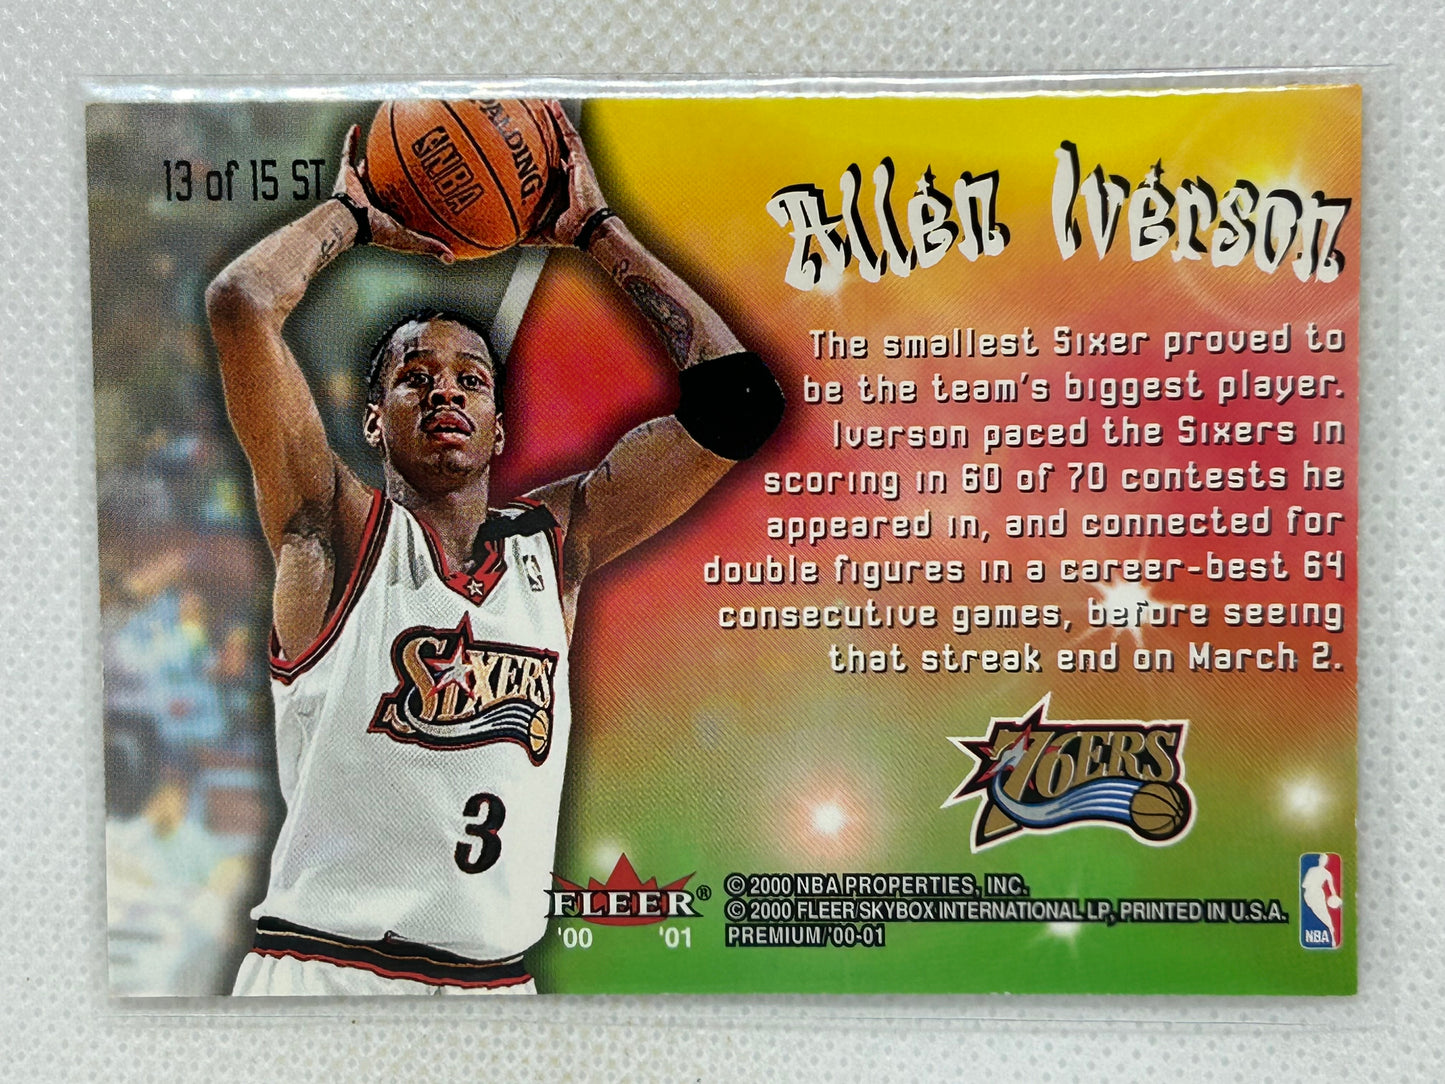 13 of 15 ST
SPALDING
NBA
Allen Iverson
The smallest Sixer proved to
be the team's biggest player.
Iverson paced the Sixers in
scoring in 60 of 70 contests he
appeared in, and connected for
double figures in a career-best 64
consecutive games, before seeing
that streak end on March 2.
SIXERS
3
76ERS
FLEER®
'00 '01
© 2000 NBA PROPERTIES, INC.
© 2000 FLEER/SKYBOX INTERNATIONAL LP, PRINTED IN U.S.A.
PREMIUM/'00-01
NBA